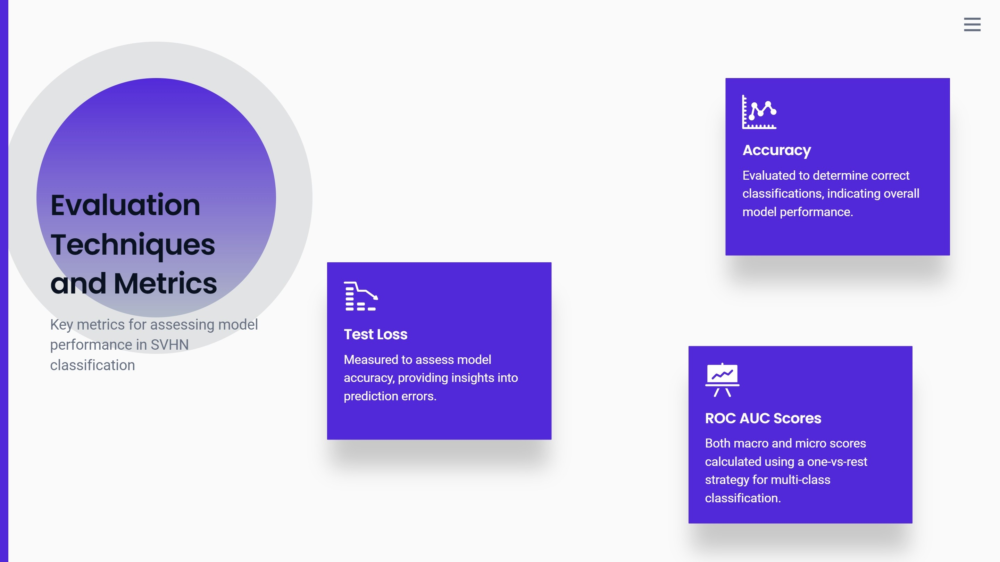 Evaluation
Techniques
and Metrics
Key metrics for assessing model
performance in SVHN
classification
Test Loss
Measured to assess model
accuracy, providing insights into
prediction errors.
Accuracy
Evaluated to determine correct
classifications, indicating overall
model performance.
ROC AUC Scores
Both macro and micro scores
calculated using a one-vs-rest
strategy for multi-class
classification.